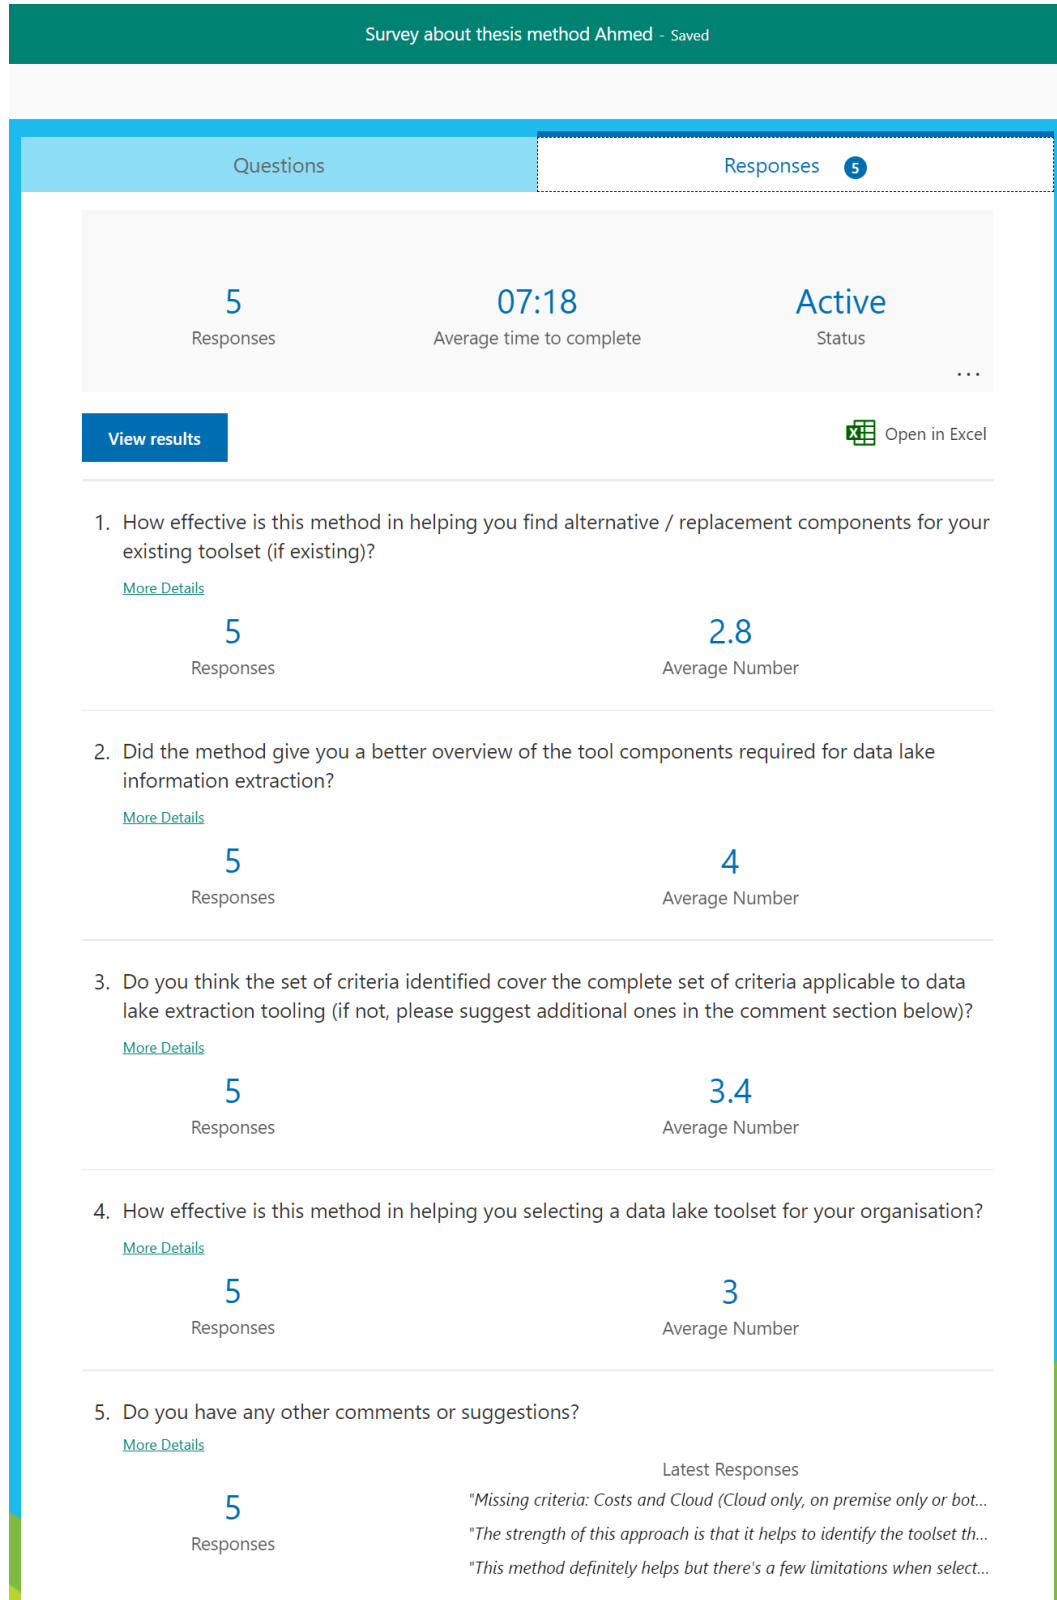 Survey about thesis method Ahmed - Saved
Questions
Responses 5
5
Responses
07:18
Average time to complete
Active
Status
...
View results
Open in Excel
1. How effective is this method in helping you find alternative / replacement components for your
existing toolset (if existing)?
More Details
5
Responses
2.8
Average Number
2. Did the method give you a better overview of the tool components required for data lake
information extraction?
More Details
5
Responses
4
Average Number
3. Do you think the set of criteria identified cover the complete set of criteria applicable to data
lake extraction tooling (if not, please suggest additional ones in the comment section below)?
More Details
5
Responses
3.4
Average Number
4. How effective is this method in helping you selecting a data lake toolset for your organisation?
More Details
5
Responses
3
Average Number
5. Do you have any other comments or suggestions?
More Details
5
Responses
Latest Responses
"Missing criteria: Costs and Cloud (Cloud only, on premise only or bot...
"The strength of this approach is that it helps to identify the toolset th...
"This method definitely helps but there's a few limitations when select...